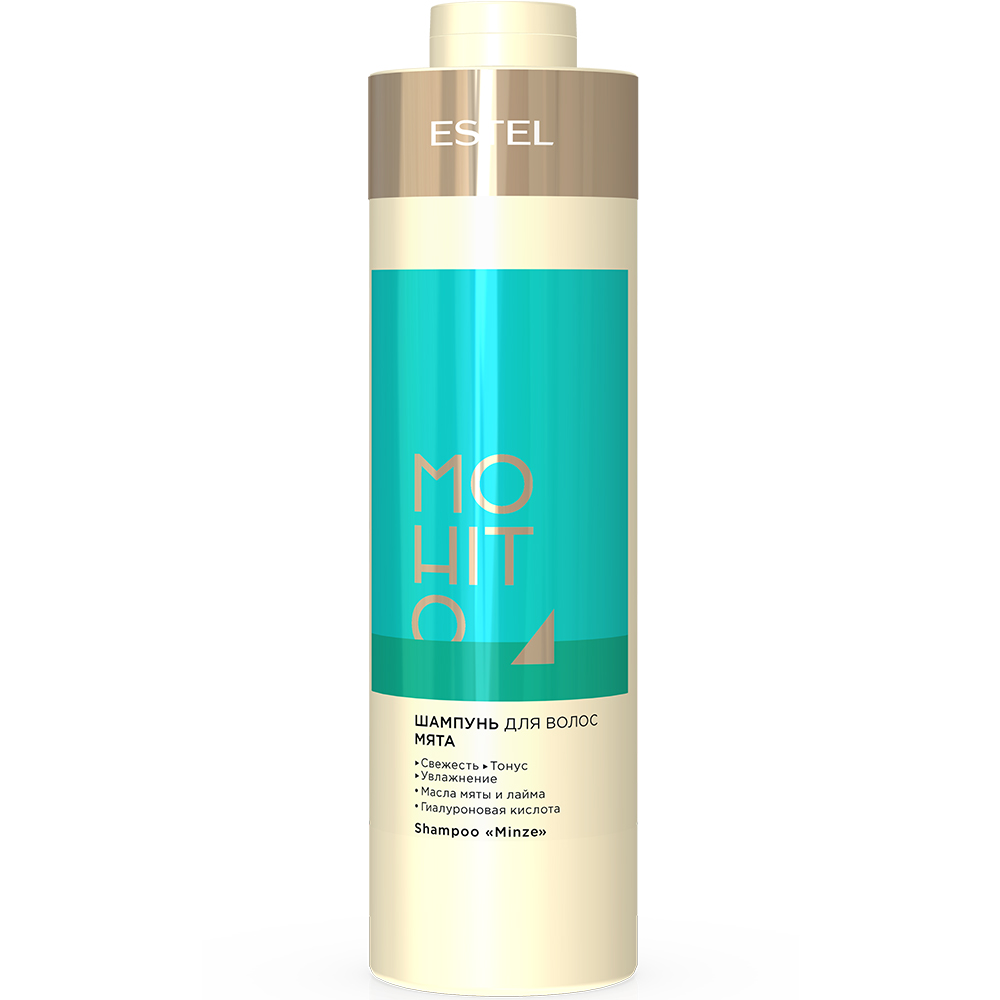 ESTEL
MO
HIT
O
ШАМПУНЬ ДЛЯ ВОЛОС
МЯТА
▸Свежесть ▸Тонус
▸Увлажнение
•Масла мяты и лайма
•Гиалуроновая кислота
Shampoo «Minze»